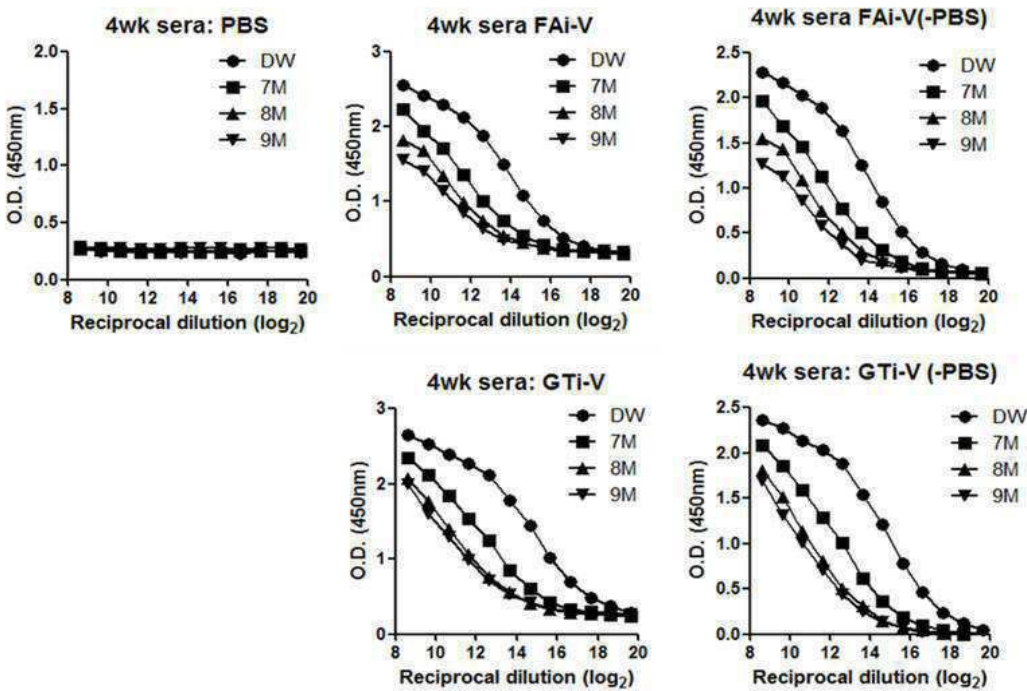 4wk sera: PBS
2.0
1.5
1.0
0.5
0.0
O.D. (450nm)
8 10 12 14 16 18 20
Reciprocal dilution (log2)
DW
7M
8M
9M
4wk sera FAi-V
3
2
1
0
O.D. (450nm)
8 10 12 14 16 18 20
Reciprocal dilution (log2)
DW
7M
8M
9M
4wk sera FAi-V(-PBS)
2.5
2.0
1.5
1.0
0.5
0.0
O.D. (450nm)
8 10 12 14 16 18 20
Reciprocal dilution (log2)
DW
7M
8M
9M
4wk sera: GTi-V
3
2
1
0
O.D. (450nm)
8 10 12 14 16 18 20
Reciprocal dilution (log2)
DW
7M
8M
9M
4wk sera: GTi-V (-PBS)
2.5
2.0
1.5
1.0
0.5
0.0
O.D. (450nm)
8 10 12 14 16 18 20
Reciprocal dilution (log2)
DW
7M
8M
9M